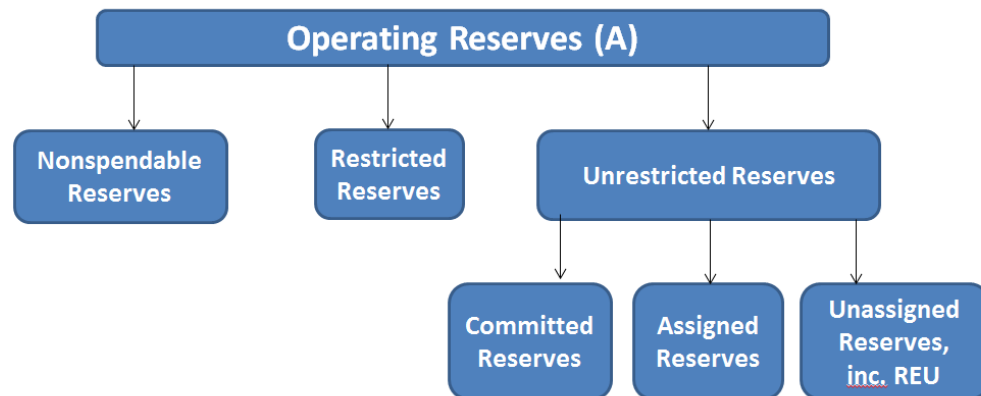 Operating Reserves (A)
Nonspendable
Reserves
Restricted
Reserves
Unrestricted Reserves
Committed
Reserves
Assigned
Reserves
Unassigned
Reserves,
inc. REU